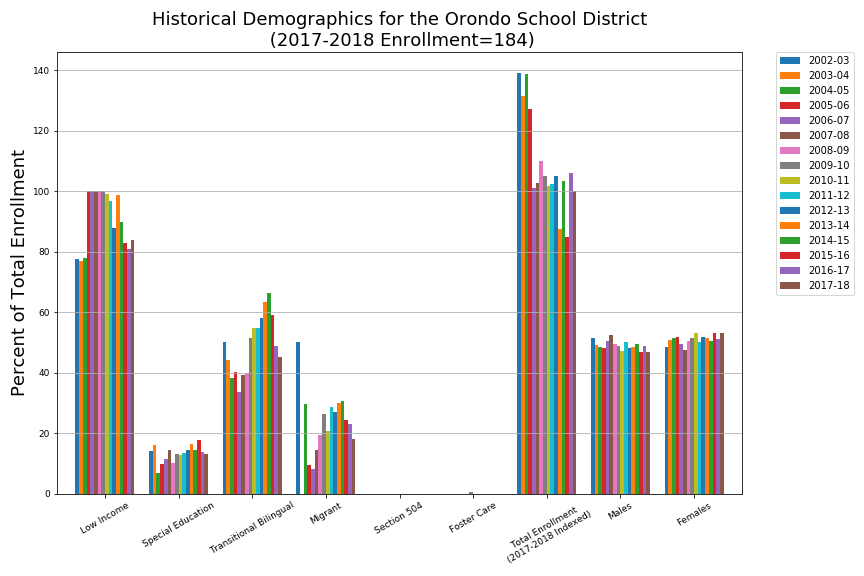 Historical Demographics for the Orondo School District
(2017-2018 Enrollment=184)
Percent of Total Enrollment
140
120
100
80
60
40
20
0
Low Income
Special Education
Transitional Bilingual
Migrant
Section 504
Foster Care
Total Enrollment
(2017-2018 Indexed)
Males
Females
2002-03
2003-04
2004-05
2005-06
2006-07
2007-08
2008-09
2009-10
2010-11
2011-12
2012-13
2013-14
2014-15
2015-16
2016-17
2017-18